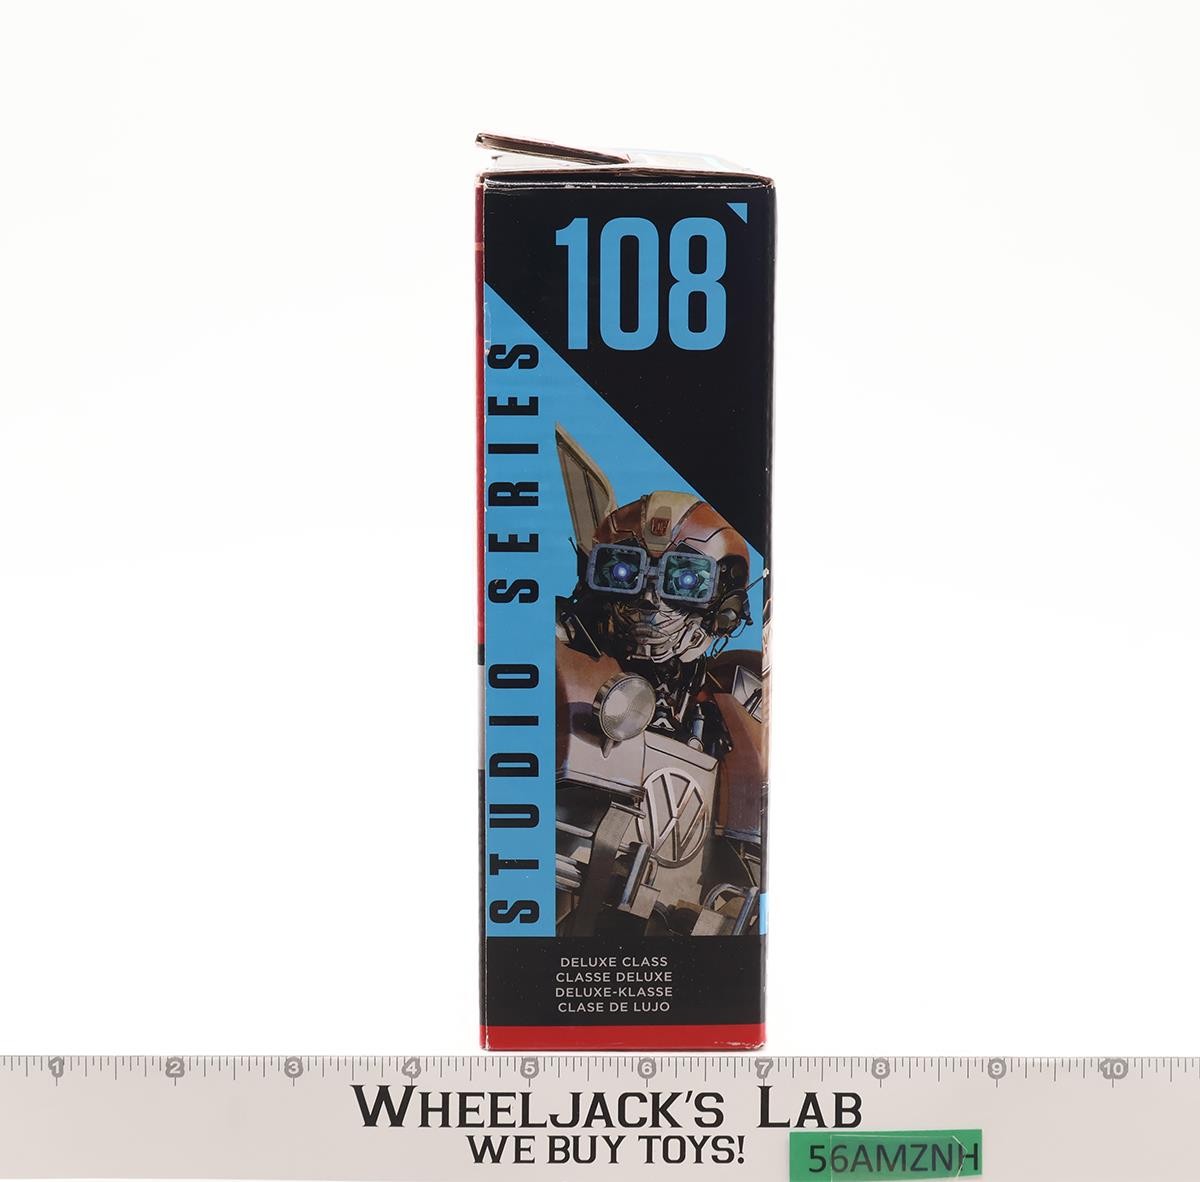 108
STUDIO SERIES
DELUXE CLASS
CLASSE DELUXE
DELUXE-KLASSE
CLASE DE LUJO
1 2 3 4 5 6 7 8 9 10
WHEELJACK'S LAB
WE BUY TOYS!
56AMZNH